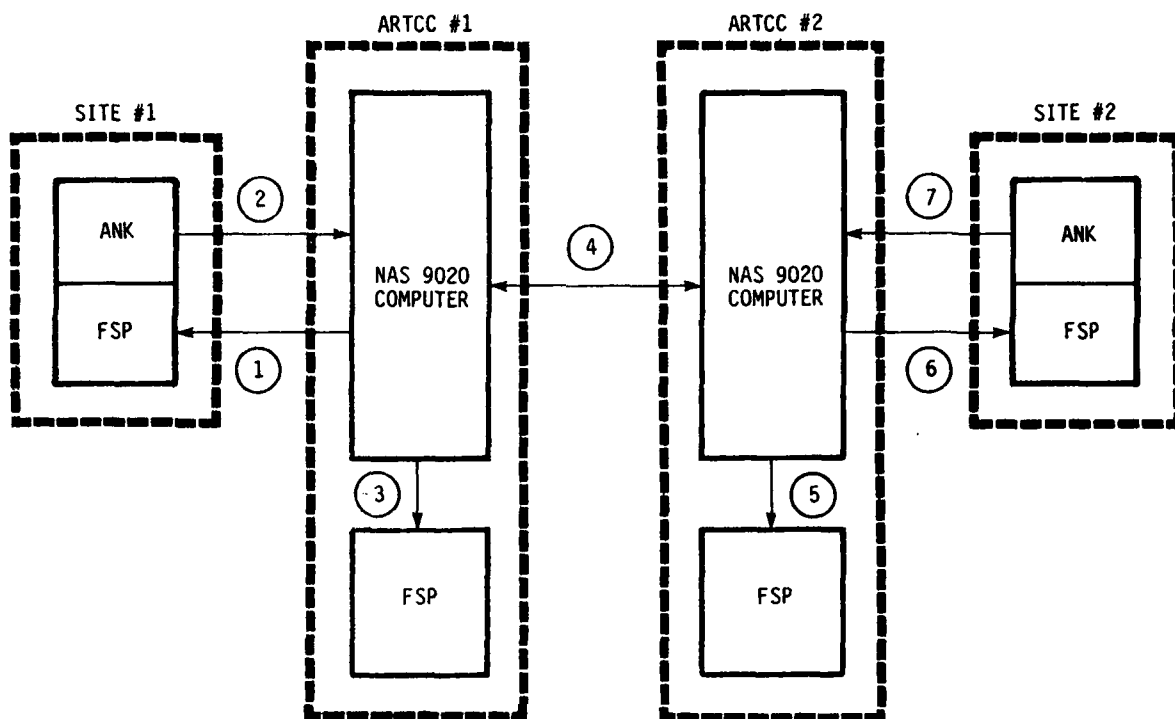 ARTCC #1
ARTCC #2
SITE #1
SITE #2
ANK
FSP
2
1
NAS 9020
COMPUTER
4
NAS 9020
COMPUTER
7
6
ANK
FSP
3
5
FSP
FSP